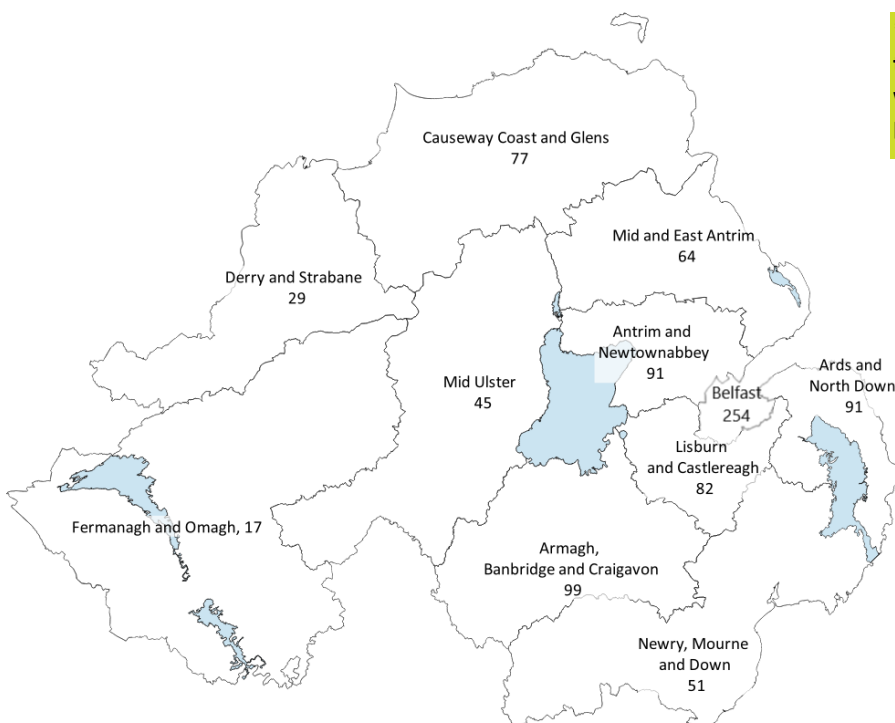 Causeway Coast and Glens
77
Mid and East Antrim
64
Derry and Strabane
29
Antrim and
Newtownabbey
91
Ards and
North Down
91
Mid Ulster
45
Belfast
254
Lisburn
and Castlereagh
82
Fermanagh and Omagh, 17
Armagh,
Banbridge and Craigavon
99
Newry, Mourne
and Down
51